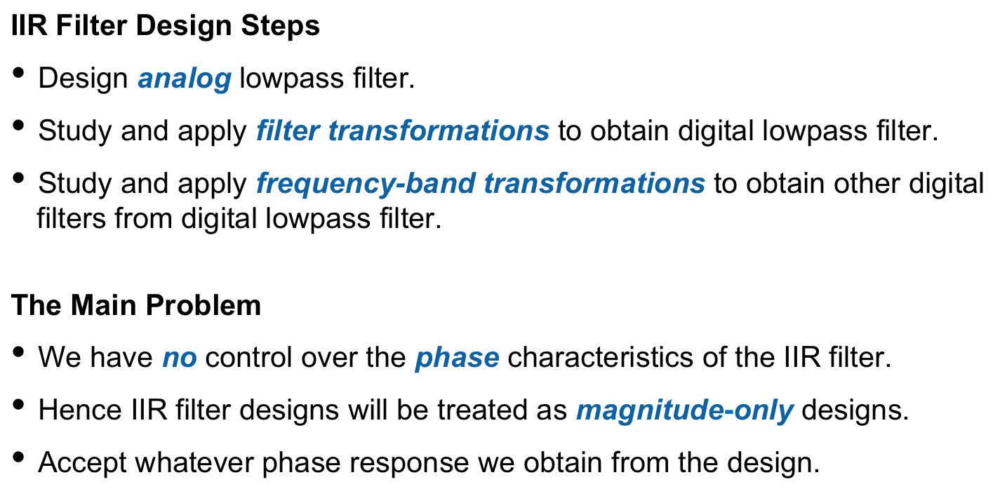 IIR Filter Design Steps
• Design analog lowpass filter.
• Study and apply filter transformations to obtain digital lowpass filter.
• Study and apply frequency-band transformations to obtain other digital
filters from digital lowpass filter.
The Main Problem
• We have no control over the phase characteristics of the IIR filter.
• Hence IIR filter designs will be treated as magnitude-only designs.
• Accept whatever phase response we obtain from the design.